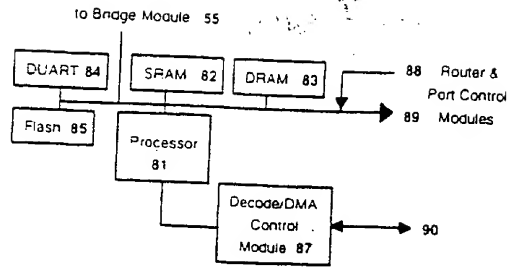 to Bridge Module 55
DUART 84
SRAM 82
DRAM 83
88 Router &
Port Control
89 Modules
Flash 85
Processor
81
Decode/DMA
Control
Module 87
90